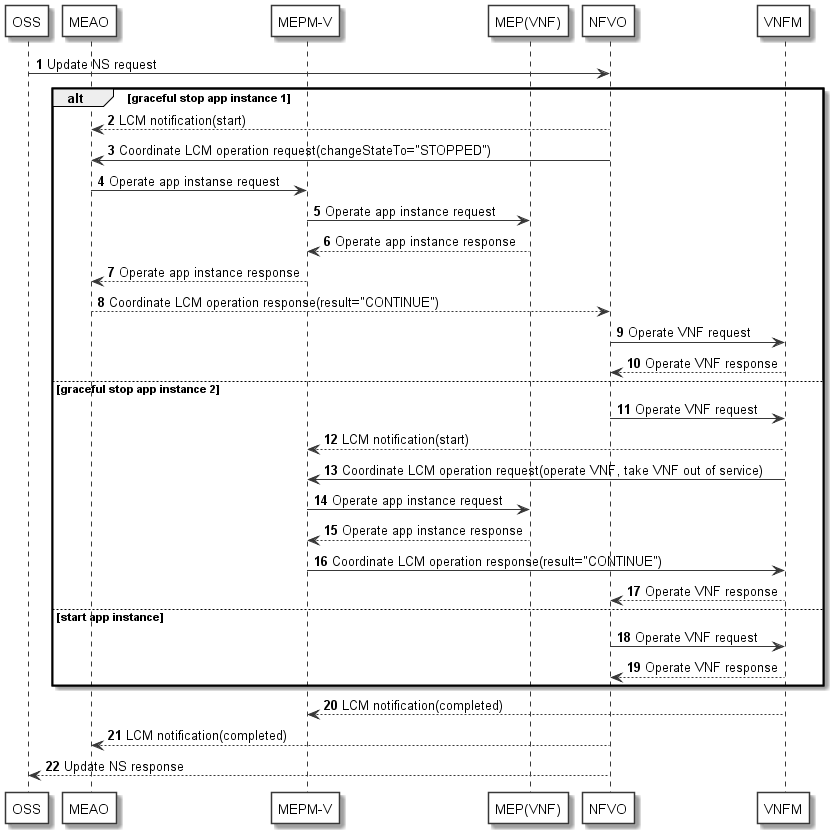 OSS MEAO MEPM-V MEP(VNF) NFVO VNFM
1 Update NS request
alt [graceful stop app instance 1]
2 LCM notification(start)
3 Coordinate LCM operation request(changeStateTo="STOPPED")
4 Operate app instanse request
5 Operate app instance request
6 Operate app instance response
7 Operate app instance response
8 Coordinate LCM operation response(result="CONTINUE")
9 Operate VNF request
10 Operate VNF response
[graceful stop app instance 2]
11 Operate VNF request
12 LCM notification(start)
13 Coordinate LCM operation request(operate VNF, take VNF out of service)
14 Operate app instance request
15 Operate app instance response
16 Coordinate LCM operation response(result="CONTINUE")
17 Operate VNF response
[start app instance]
18 Operate VNF request
19 Operate VNF response
20 LCM notification(completed)
21 LCM notification(completed)
22 Update NS response
OSS MEAO MEPM-V MEP(VNF) NFVO VNFM